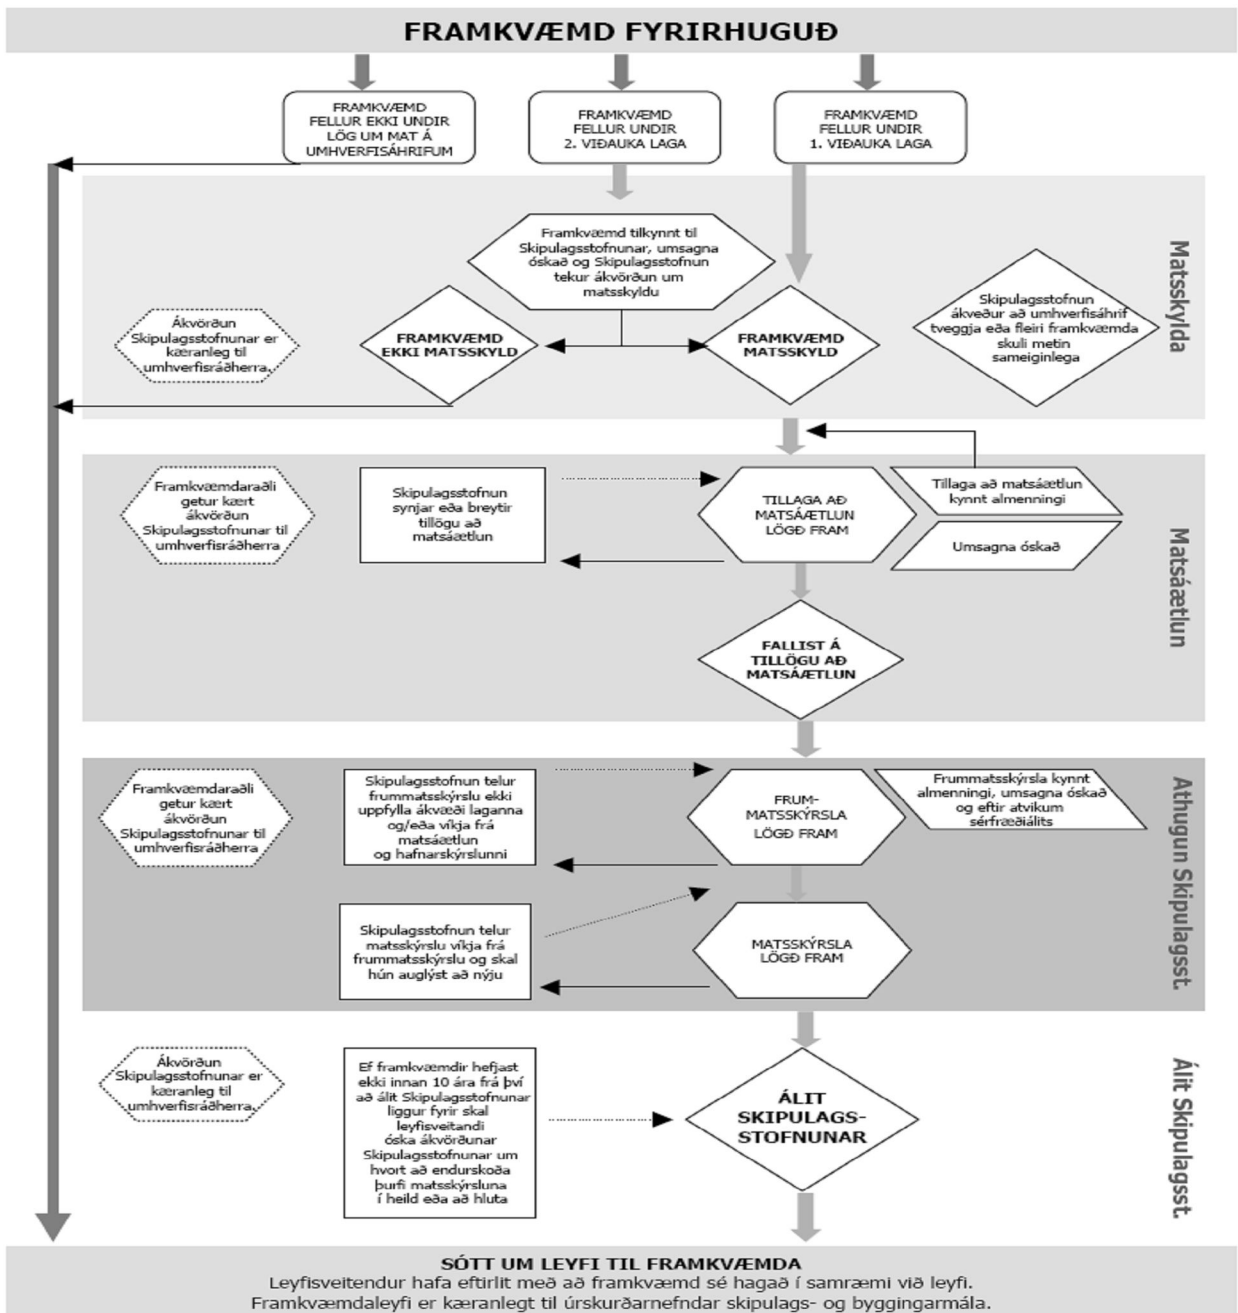 FRAMKVÆMD FYRIRHUGUÐ
FRAMKVÆMD
FELLUR EKKI UNDIR
LÖG UM MAT Á
UMHVERFISÁHRIFUM
FRAMKVÆMD
FELLUR UNDIR
2. VIÐAUKA LAGA
FRAMKVÆMD
FELLUR UNDIR
1. VIÐAUKA LAGA
Matsskylda
Framkvæmd tilkynnt til
Skipulagsstofnunar, umsagna
óskað og Skipulagsstofnun
tekur ákvörðun um
matsskyldu
Ákvörðun
Skipulagsstofnunar er
kæranleg til
umhverfisráðherra.
FRAMKVÆMD
EKKI MATSSKYLD
FRAMKVÆMD
MATSSKYLD
Skipulagsstofnun
ákveður að umhverfisáhrif
tveggja eða fleiri framkvæmda
skuli metin
sameiginlega
Matsáætlun
Framkvæmdaraðli
getur kært
ákvörðun
Skipulagsstofnunar til
umhverfisráðherra
Skipulagsstofnun
synjar eða breytir
tillögu að
matsáætlun
TILLAGA AÐ
MATSÁÆTLUN
LÖGÐ FRAM
Tillaga að matsáætlun
kynnt almenningi
Umsagna óskað
FALLIST Á
TILLÖGU AÐ
MATSÁÆTLUN
Athugun Skipulagsst.
Framkvæmdaraðli
getur kært
ákvörðun
Skipulagsstofnunar til
umhverfisráðherra
Skipulagsstofnun telur
frummatsskýrslu ekki
uppfylla ákvæði laganna
og/eða víkja frá
matsáætlun
og hafnarskýrslunni
FRUM-
MATSSKÝRSLA
LÖGÐ FRAM
Frummatsskýrsla kynnt
almenningi, umsagna óskað
og eftir atvikum
sérfræðiálits
Skipulagsstofnun telur
matsskýrslu víkja frá
frummatsskýrslu og skal
hún auglýst að nýju
MATSSKÝRSLA
LÖGÐ FRAM
Álit Skipulagsst.
Ákvörðun
Skipulagsstofnunar er
kæranleg til
umhverfisráðherra.
Ef framkvæmdir hefjast
ekki innan 10 ára frá því
að álit Skipulagsstofnunar
liggur fyrir skal
leyfisveitandi
óska ákvörðunar
Skipulagsstofnunar um
hvort að endurskoða
þurfi matsskýrsluna
í heild eða að hluta
ÁLIT
SKIPULAGS-
STOFNUNAR
SÓTT UM LEYFI TIL FRAMKVÆMDA
Leyfisveitendur hafa eftirlit með að framkvæmd sé hagað í samræmi við leyfi.
Framkvæmdaleyfi er kæranlegt til úrskurðarnefndar skipulags- og byggingarmála.